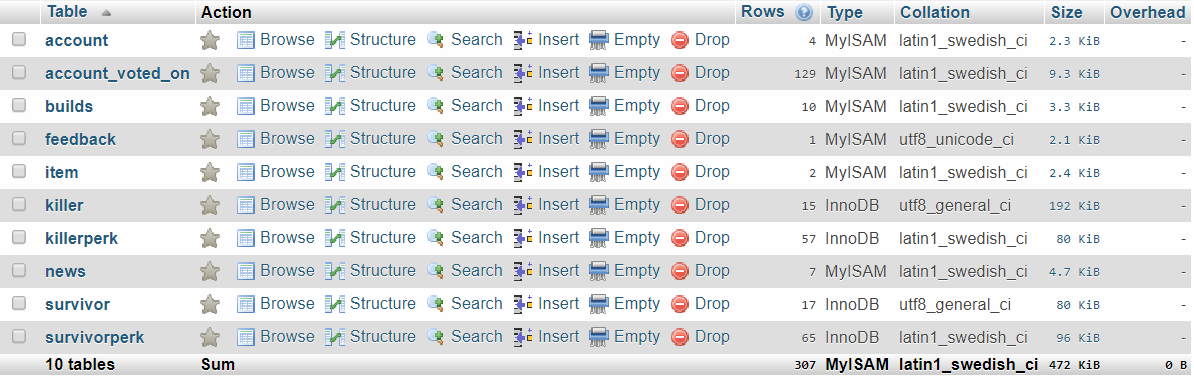 Table Action Rows Type Collation Size Overhead
account Browse Structure Search Insert Empty Drop 4 MyISAM latin1_swedish_ci 2.3 KiB -
account_voted_on Browse Structure Search Insert Empty Drop 129 MyISAM latin1_swedish_ci 9.3 KiB -
builds Browse Structure Search Insert Empty Drop 10 MyISAM latin1_swedish_ci 3.3 KiB -
feedback Browse Structure Search Insert Empty Drop 1 MyISAM utf8_unicode_ci 2.1 KiB -
item Browse Structure Search Insert Empty Drop 2 MyISAM latin1_swedish_ci 2.4 KiB -
killer Browse Structure Search Insert Empty Drop 15 InnoDB utf8_general_ci 192 KiB -
killerperk Browse Structure Search Insert Empty Drop 57 InnoDB latin1_swedish_ci 80 KiB -
news Browse Structure Search Insert Empty Drop 7 MyISAM latin1_swedish_ci 4.7 KiB -
survivor Browse Structure Search Insert Empty Drop 17 InnoDB utf8_general_ci 80 KiB -
survivorperk Browse Structure Search Insert Empty Drop 65 InnoDB latin1_swedish_ci 96 KiB -
10 tables Sum 307 MyISAM latin1_swedish_ci 472 KiB 0 B